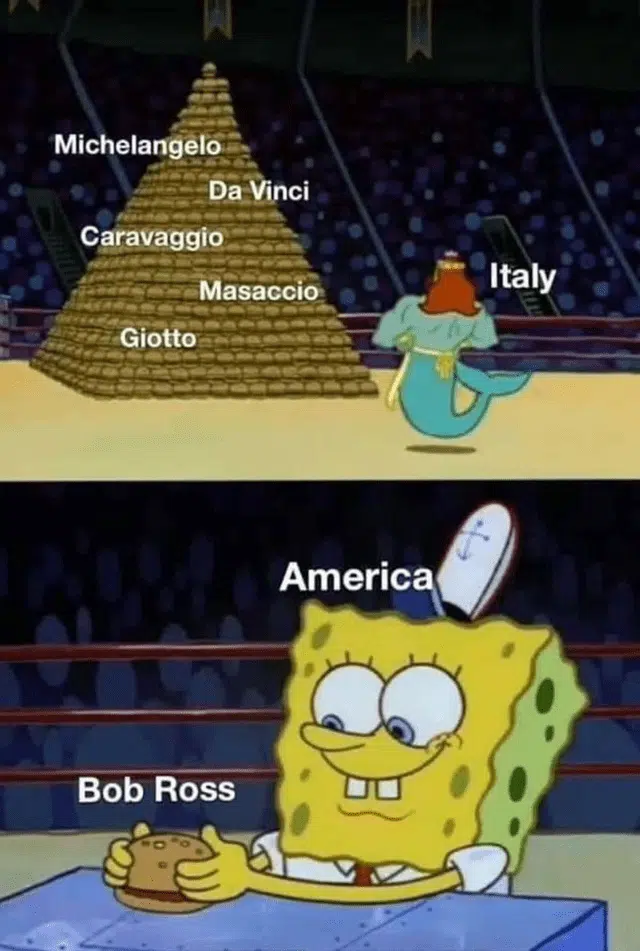 Michelangelo
Da Vinci
Caravaggio
Italy
Masaccio
Giotto
America
Bob Ross